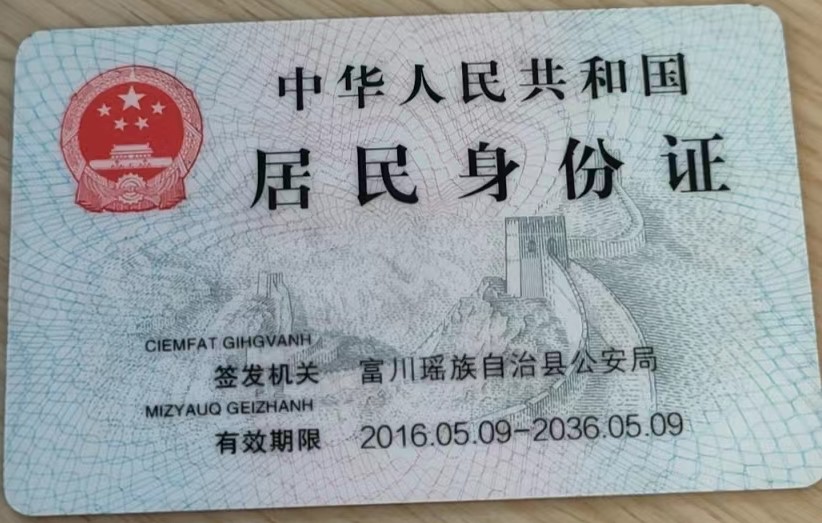 中华人民共和国
居民身份证
CIEMFAT GIHGVANH
签发机关 富川瑶族自治县公安局
MIZYAUQ GEIZHANH
有效期限 2016.05.09-2036.05.09